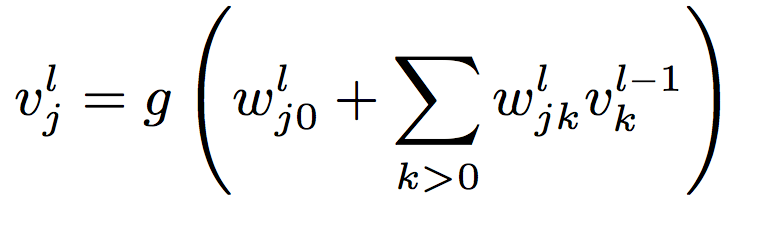 v_j^l = g \left( w_{j0}^l + \sum_{k>0} w_{jk}^l v_k^{l-1} \right)